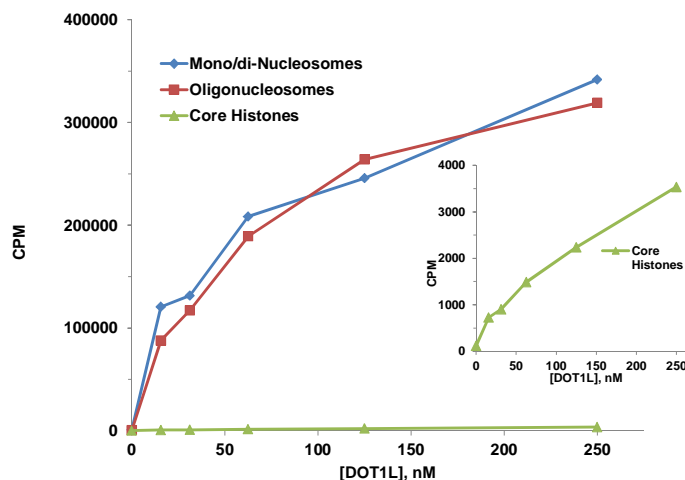 400000
300000
200000
100000
0
CPM
Mono/di-Nucleosomes
Oligonucleosomes
Core Histones
0
50
100
150
200
250
[DOT1L], nM
4000
3000
2000
1000
0
CPM
Core
Histones
0
50
100
150
200
250
[DOT1L], nM